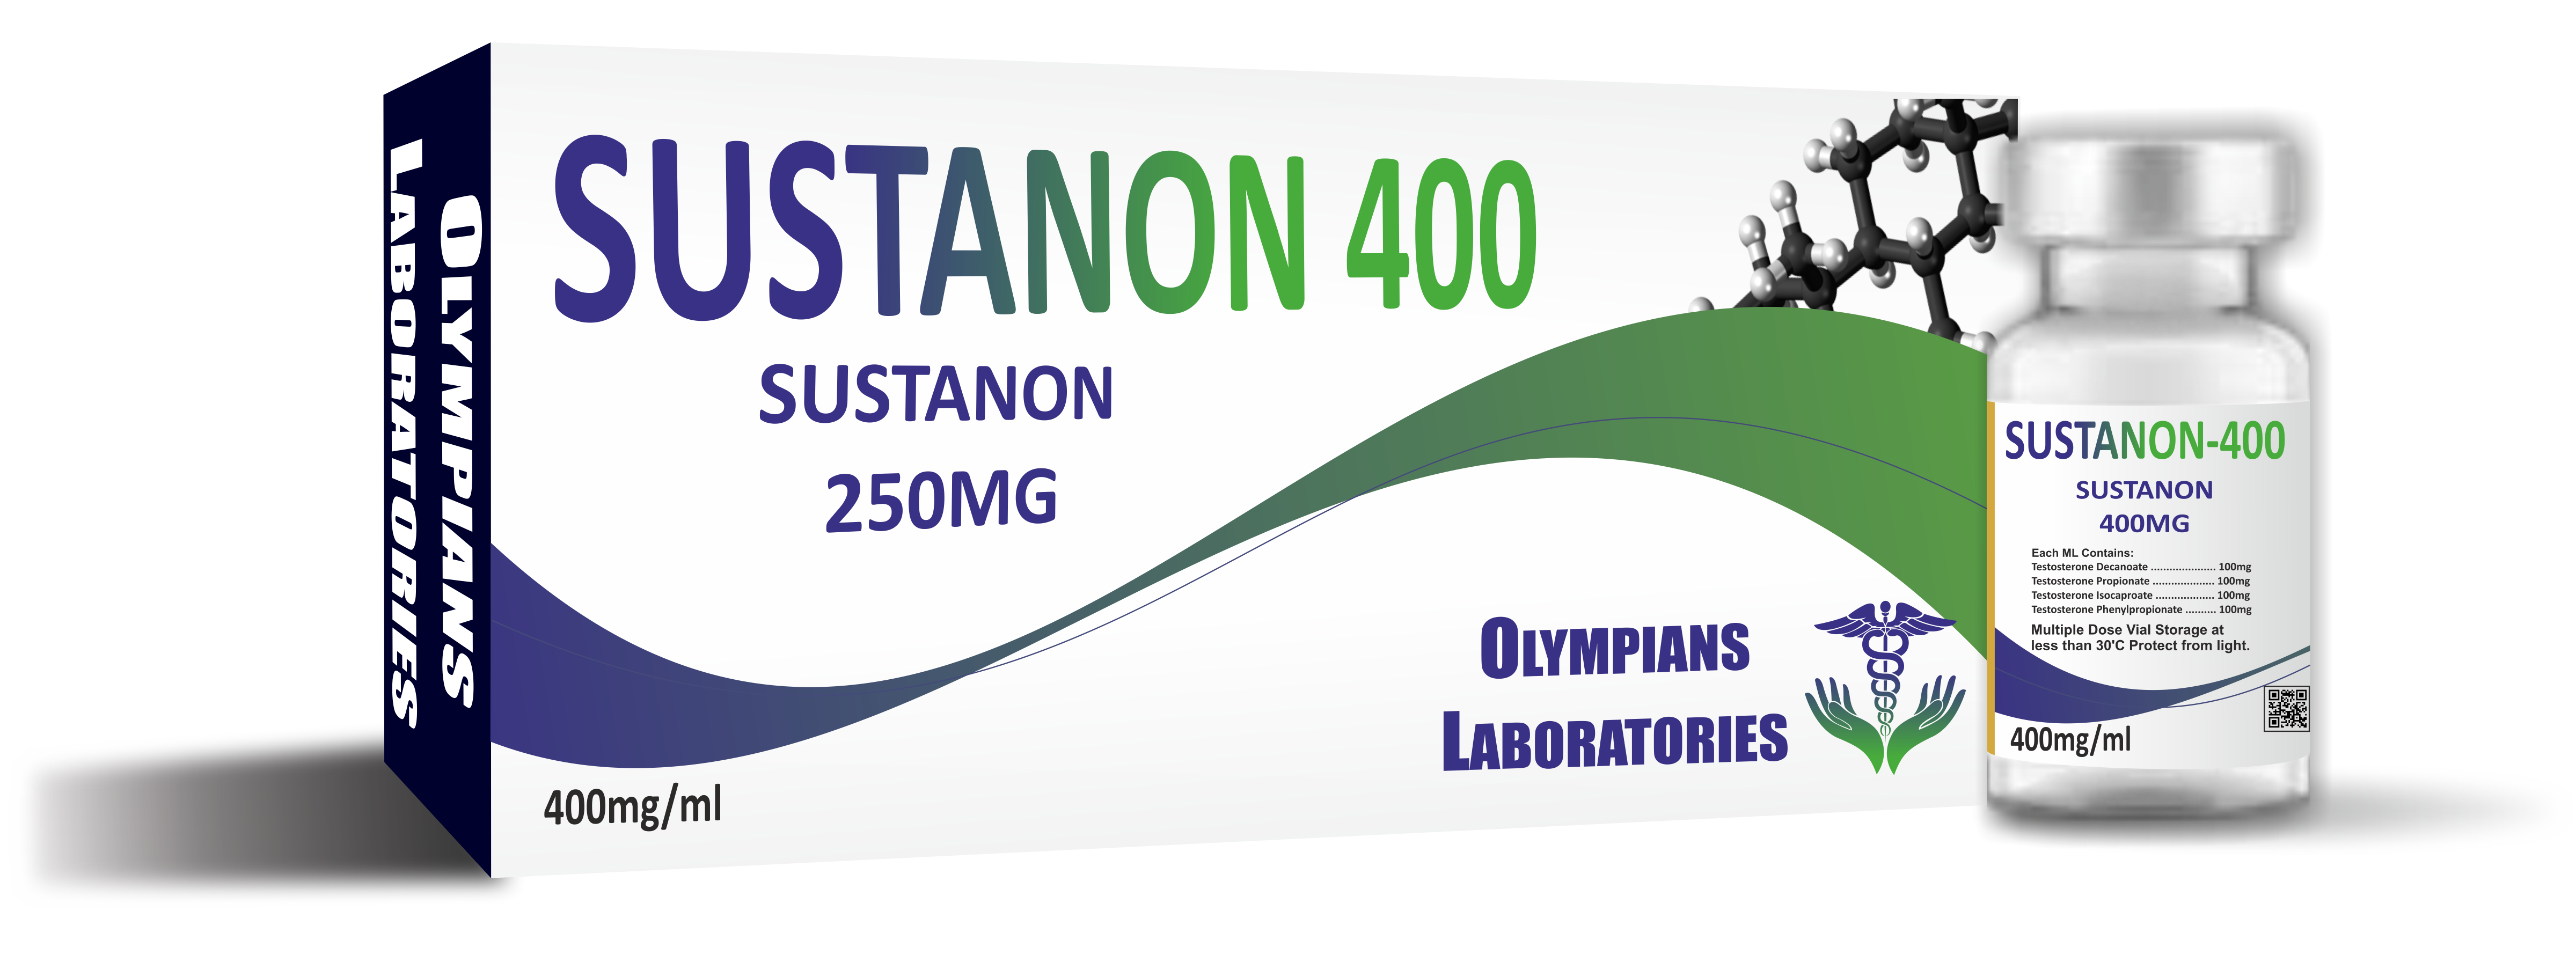 OLYMPIANS
LABORATORIES
SUSTANON 400
SUSTANON
250MG
400mg/ml
OLYMPIANS
LABORATORIES
SUSTANON-400
SUSTANON
400MG
Each ML Contains:
Testosterone Decanoate ..................... 100mg
Testosterone Propionate .................... 100mg
Testosterone Isocaproate ................... 100mg
Testosterone Phenylpropionate .......... 100mg
Multiple Dose Vial Storage at
less than 30'C Protect from light.
400mg/ml